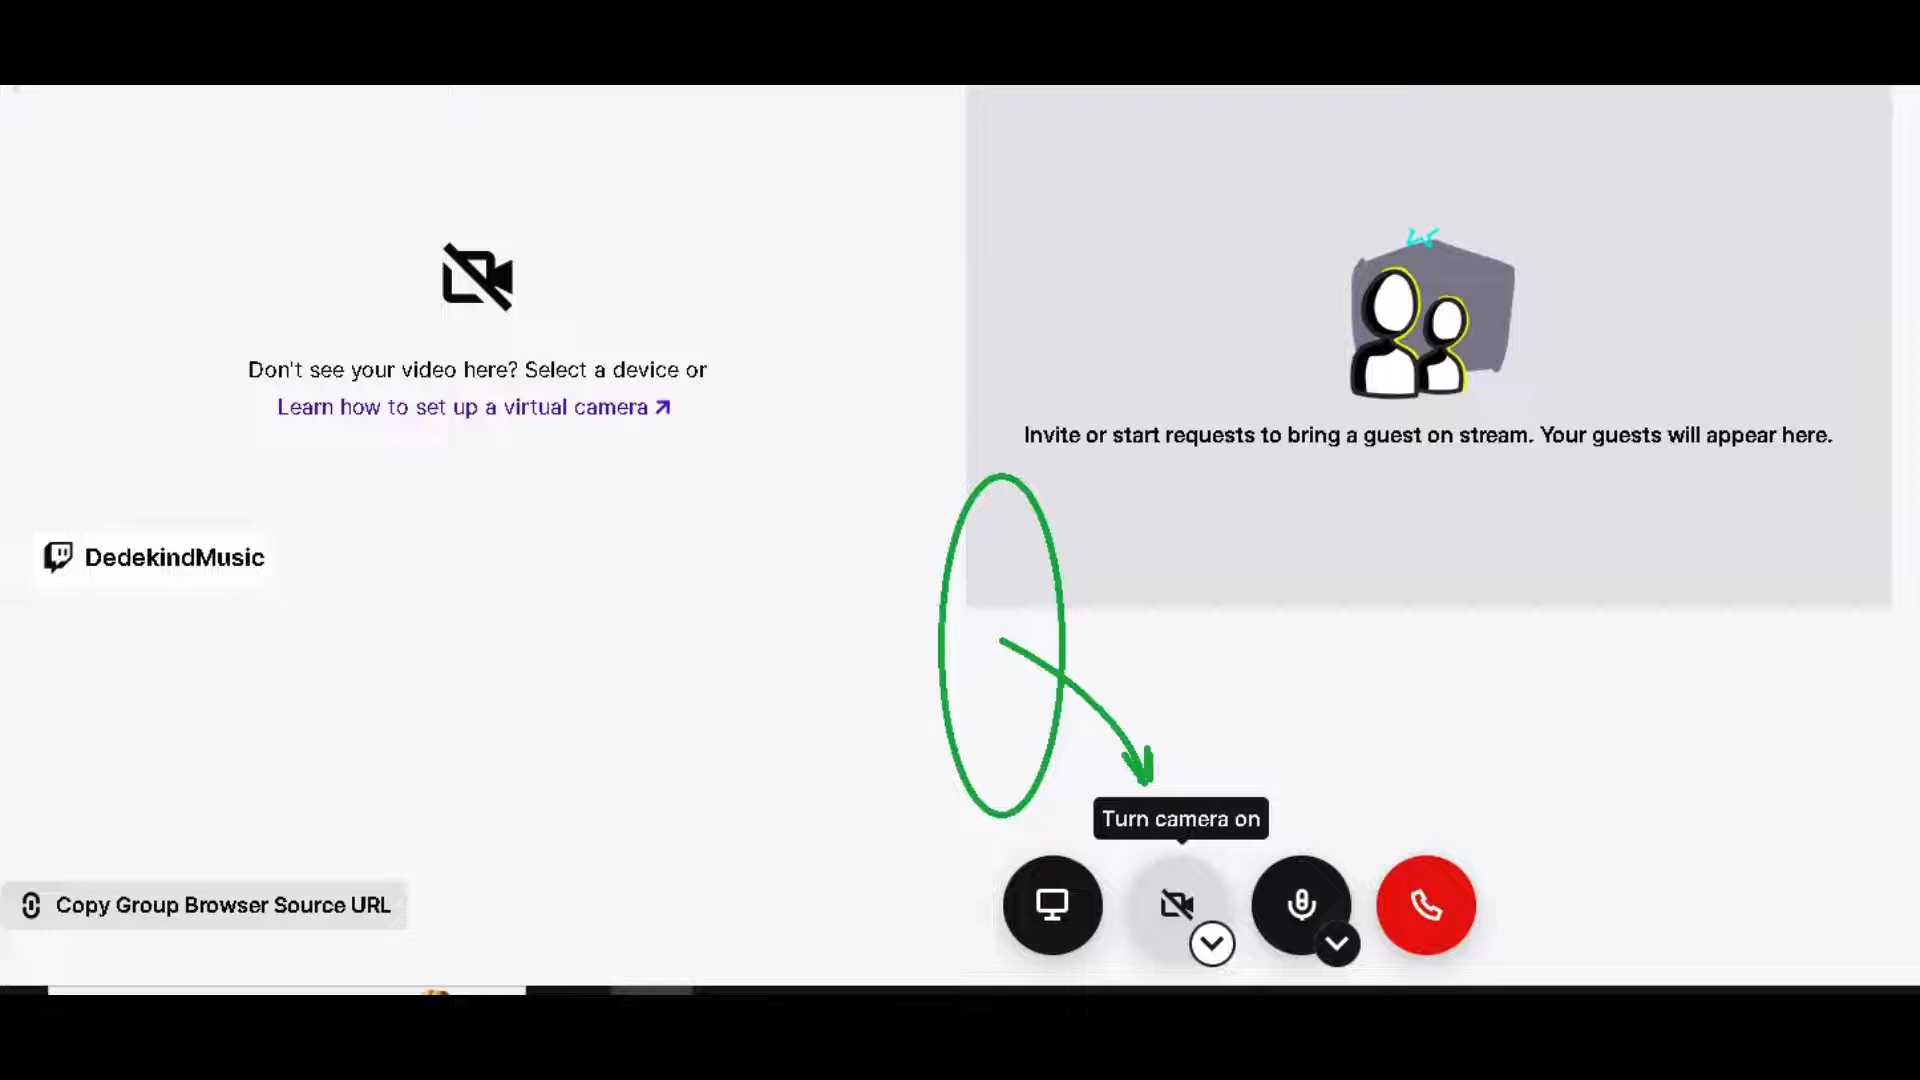 Don't see your video here? Select a device or
Learn how to set up a virtual camera
Invite or start requests to bring a guest on stream. Your guests will appear here.
DedekindMusic
Turn camera on
Copy Group Browser Source URL